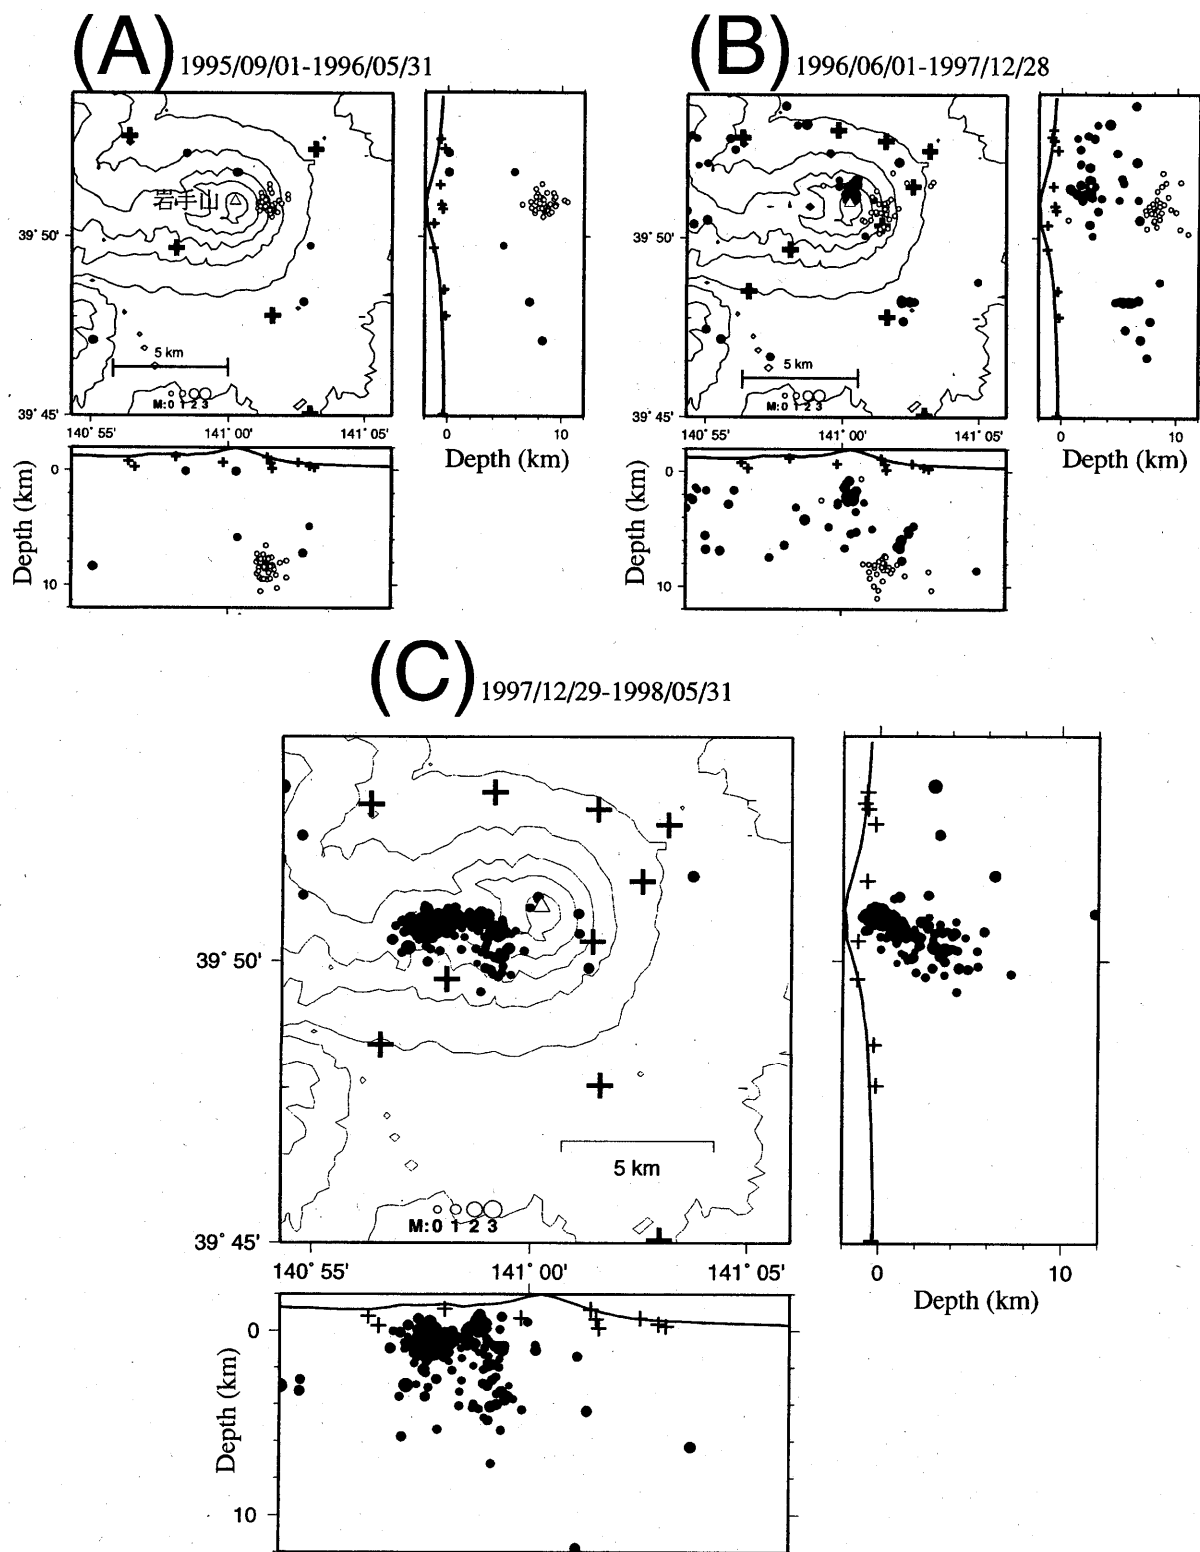 (A) 1995/09/01-1996/05/31
岩手山
39° 50'
5 km
M: 0 1 2 3
39° 45'
140° 55' 141° 00' 141° 05'
0 10
Depth (km)
0
10
Depth (km)
(B) 1996/06/01-1997/12/28
39° 50'
5 km
M: 0 1 2 3
39° 45'
140° 55' 141° 00' 141° 05'
0 10
Depth (km)
0
10
Depth (km)
(C) 1997/12/29-1998/05/31
39° 50'
5 km
M: 0 1 2 3
39° 45'
140° 55' 141° 00' 141° 05'
0 10
Depth (km)
0
10
Depth (km)